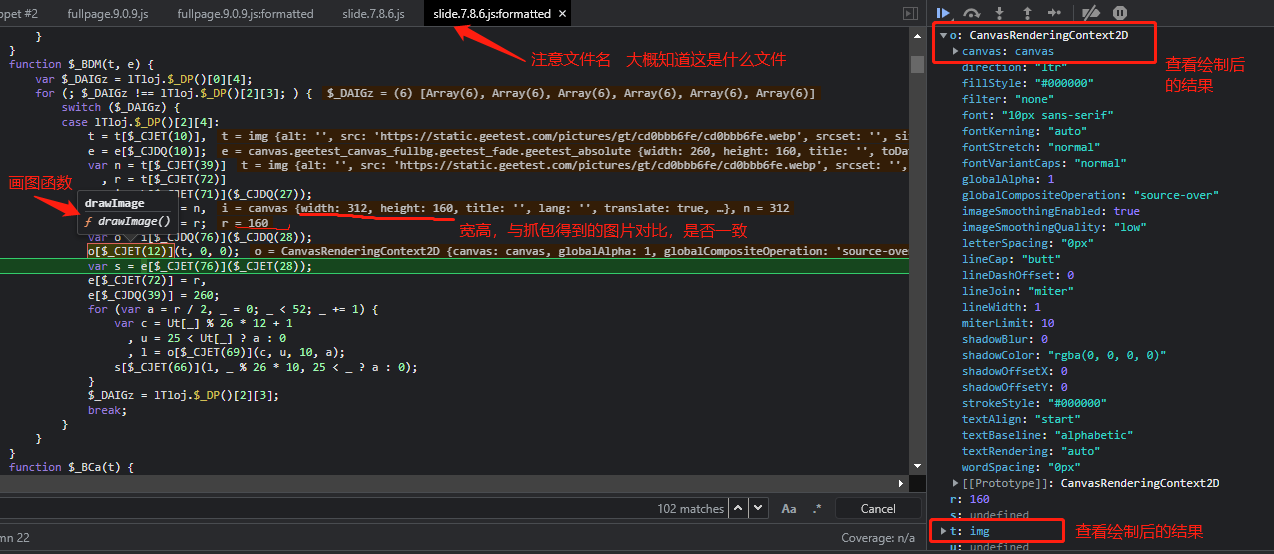 ppet #2 fullpage.9.0.9.js fullpage.9.0.9.js:formatted slide.7.8.6.js slide.7.8.6.js:formatted ×
}
}
function $_BDM(t, e) {
var $_DAIGz = lTloj.$_DP()[0][4];
for (; $_DAIGz !== lTloj.$_DP()[2][3]; ) { $_DAIGz = (6) [Array(6), Array(6), Array(6), Array(6), Array(6), Array(6)]
switch ($_DAIGz) {
case lTloj.$_DP()[2][4]:
t = t[$_CJET(10)], t = img {alt: '', src: 'https://static.geetest.com/pictures/gt/cd0bbb6fe/cd0bbb6fe.webp', srcset: '', si
e = e[$_CJDQ(10)]; e = canvas.geetest_canvas_fullbg.geetest_fade.geetest_absolute {width: 260, height: 160, title: '', toDa
var n = t[$_CJET(39)] t = img {alt: '', src: 'https://static.geetest.com/pictures/gt/cd0bbb6fe/cd0bbb6fe.webp', srcset: '',
, r = t[$_CJET(72)]
$_CJET(71)]($_CJDQ(27));
= n, i = canvas {width: 312, height: 160, title: '', lang: '', translate: true, …}, n = 312
= r; r = 160
var o = i[$_CJDQ(76)]($_CJDQ(28));
o[$_CJET(12)](t, 0, 0); o = CanvasRenderingContext2D {canvas: canvas, globalAlpha: 1, globalCompositeOperation: 'source-ove
var s = e[$_CJET(76)]($_CJET(28));
e[$_CJET(72)] = r,
e[$_CJDQ(39)] = 260;
for (var a = r / 2, _ = 0; _ < 52; _ += 1) {
var c = Ut[_] % 26 * 12 + 1
, u = 25 < Ut[_] ? a : 0
, l = o[$_CJET(69)](c, u, 10, a);
s[$_CJET(66)](l, _ % 26 * 10, 25 < _ ? a : 0);
}
$_DAIGz = lTloj.$_DP()[2][3];
break;
}
}
}
function $_BCa(t) {
注意文件名 大概知道这是什么文件
画图函数
drawImage
ƒ drawImage()
宽高，与抓包得到的图片对比，是否一致
102 matches Aa .* Cancel
mn 22 Coverage: n/a
o: CanvasRenderingContext2D
canvas: canvas
direction: "ltr"
fillStyle: "#000000"
filter: "none"
font: "10px sans-serif"
fontKerning: "auto"
fontStretch: "normal"
fontVariantCaps: "normal"
globalAlpha: 1
globalCompositeOperation: "source-over"
imageSmoothingEnabled: true
imageSmoothingQuality: "low"
letterSpacing: "0px"
lineCap: "butt"
lineDashOffset: 0
lineJoin: "miter"
lineWidth: 1
miterLimit: 10
shadowBlur: 0
shadowColor: "rgba(0, 0, 0, 0)"
shadowOffsetX: 0
shadowOffsetY: 0
strokeStyle: "#000000"
textAlign: "start"
textBaseline: "alphabetic"
textRendering: "auto"
wordSpacing: "0px"
[[Prototype]]: CanvasRenderingContext2D
r: 160
s: undefined
t: img
u: undefined
查看绘制后
的结果
查看绘制后的结果